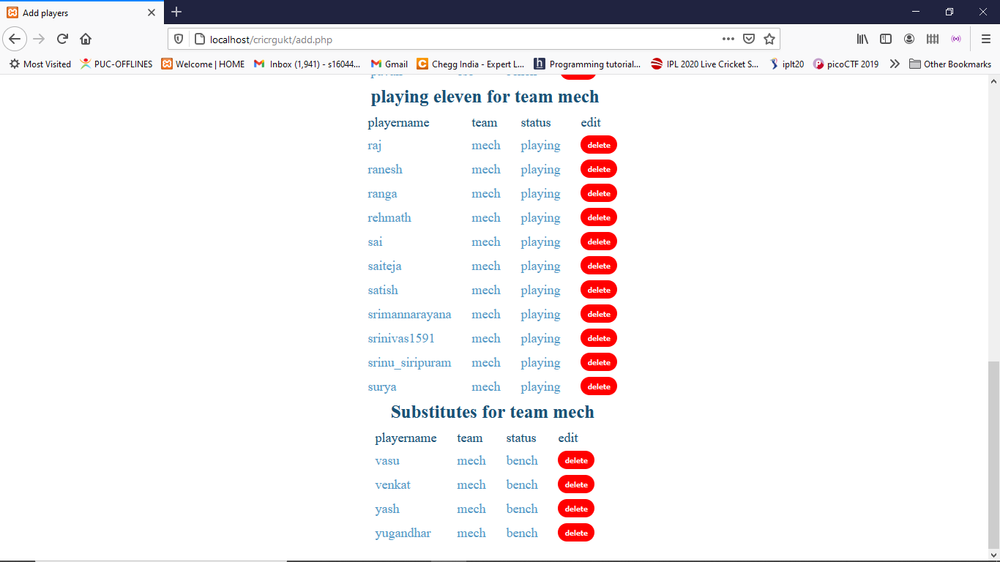 Add players
localhost/cricrgukt/add.php
Most Visited PUC-OFFLINES Welcome | HOME Inbox (1,941) - s16044... Gmail Chegg India - Expert L... Programming tutorial... IPL 2020 Live Cricket S... iplt20 picoCTF 2019 Other Bookmarks
playing eleven for team mech
playername team status edit
raj mech playing delete
ranesh mech playing delete
ranga mech playing delete
rehmath mech playing delete
sai mech playing delete
saiteja mech playing delete
satish mech playing delete
srimannarayana mech playing delete
srinivas1591 mech playing delete
srinu_siripuram mech playing delete
surya mech playing delete
Substitutes for team mech
playername team status edit
vasu mech bench delete
venkat mech bench delete
yash mech bench delete
yugandhar mech bench delete